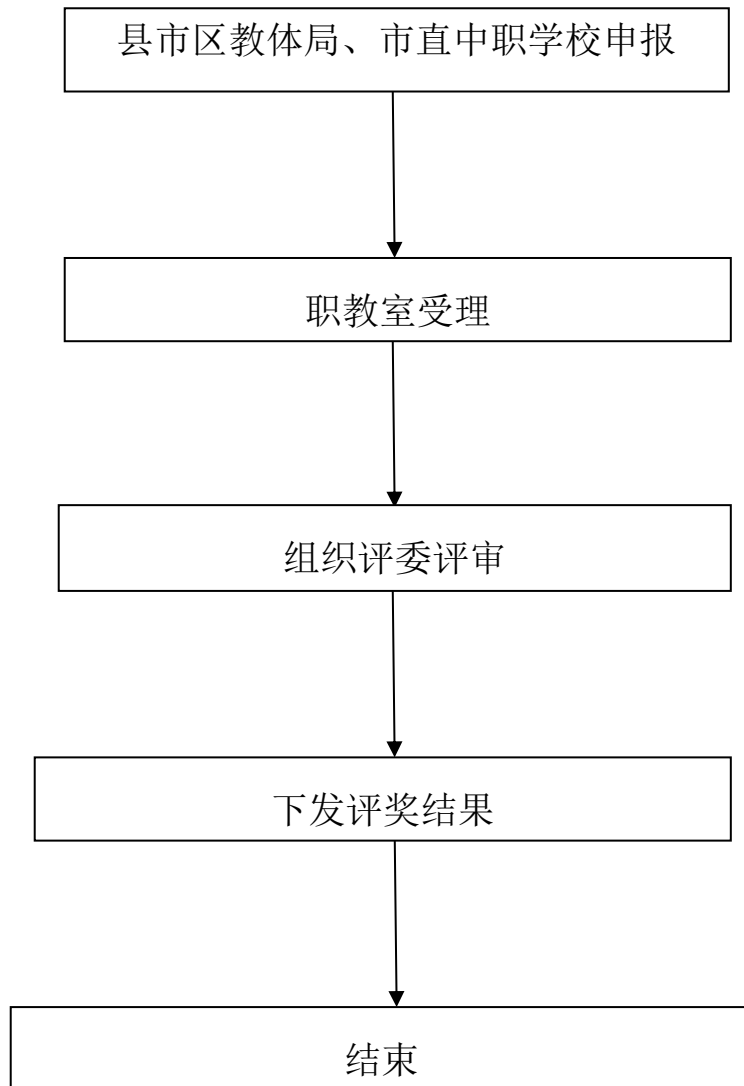 县市区教体局、市直中职学校申报
职教室受理
组织评委评审
下发评奖结果
结束